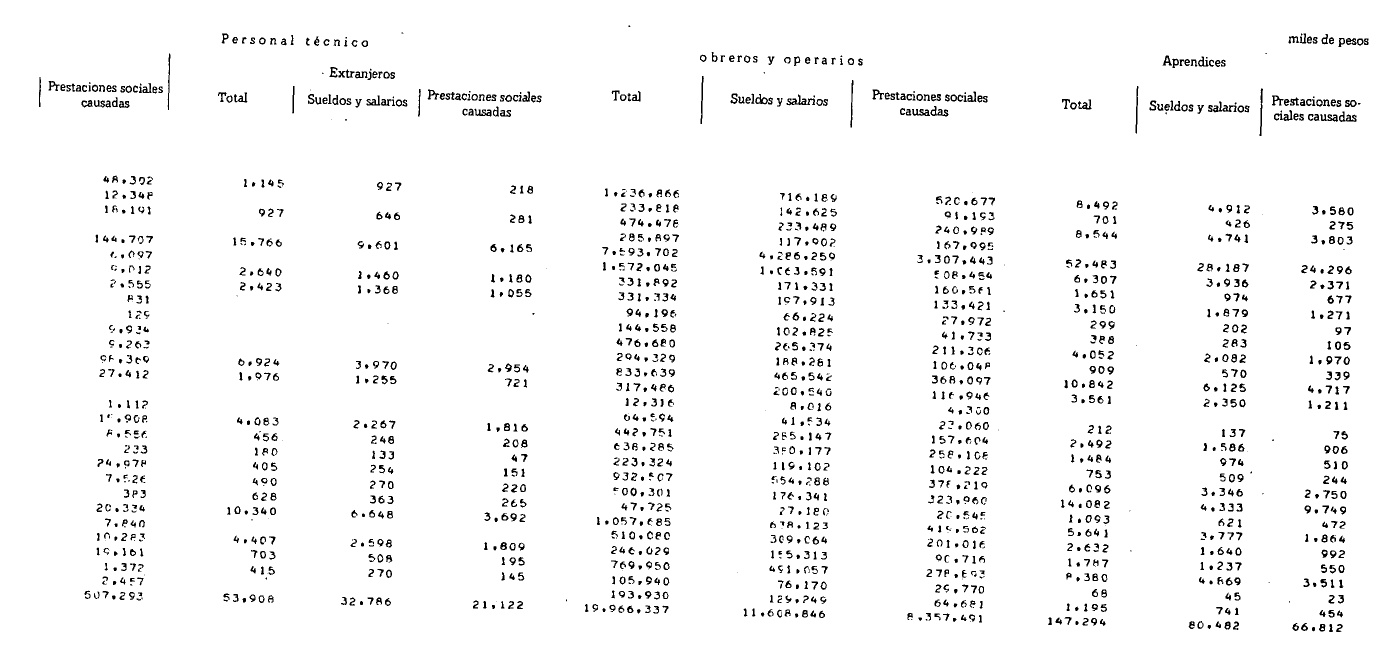 Personal técnico
miles de pesos
obreros y operarios
Aprendices
Extranjeros
Prestaciones sociales causadas Total Sueldos y salarios Prestaciones sociales causadas Total Sueldos y salarios Prestaciones sociales causadas Total Sueldos y salarios Prestaciones so-ciales causadas
48,302 1,145 927 218 1,236,866 716,189 520,677 8,492 4,912 3,580
12,348 233,818 142,625 91,193 701 426 275
18,191 927 646 281 474,478 233,489 240,989 8,544 4,741 3,803
285,897 117,902 167,995
144,707 15,766 9,601 6,165 7,593,702 4,286,259 3,307,443 52,483 28,187 24,296
6,097 1,572,045 1,063,591 508,454 6,307 3,936 2,371
9,012 2,640 1,460 1,180 331,892 171,331 160,561 1,651 974 677
2,555 2,423 1,368 1,055 331,334 197,913 133,421 3,150 1,879 1,271
831 94,196 66,224 27,972 299 202 97
129 144,558 102,825 41,733 388 283 105
9,934 476,680 265,374 211,306 4,052 2,082 1,970
9,263 294,329 188,281 106,048 909 570 339
96,369 6,924 3,970 2,954 833,639 465,542 368,097 10,842 6,125 4,717
27,412 1,976 1,255 721 317,486 200,540 116,946 3,561 2,350 1,211
12,316 8,016 4,300
1,112 64,594 41,534 23,060 212 137 75
15,908 4,083 2,267 1,816 442,751 285,147 157,604 2,492 1,586 906
8,556 456 248 208 638,285 380,177 258,108 1,484 974 510
233 180 133 47 223,324 119,102 104,222 753 509 244
24,978 405 254 151 932,507 554,288 378,219 6,096 3,346 2,750
7,526 490 270 220 500,301 176,341 323,960 14,082 4,333 9,749
383 628 363 265 47,725 27,180 20,545 1,093 621 472
20,334 10,340 6,648 3,692 1,057,685 638,123 419,562 5,641 3,777 1,864
7,840 510,080 309,064 201,016 2,632 1,640 992
10,283 4,407 2,598 1,809 246,029 155,313 90,716 1,787 1,237 550
19,161 703 508 195 769,950 491,057 278,893 8,380 4,869 3,511
1,372 415 270 145 105,940 76,170 29,770 68 45 23
2,457 193,930 129,249 64,681 1,195 741 454
507,293 53,908 32,786 21,122 19,966,337 11,608,846 8,357,491 147,294 80,482 66,812